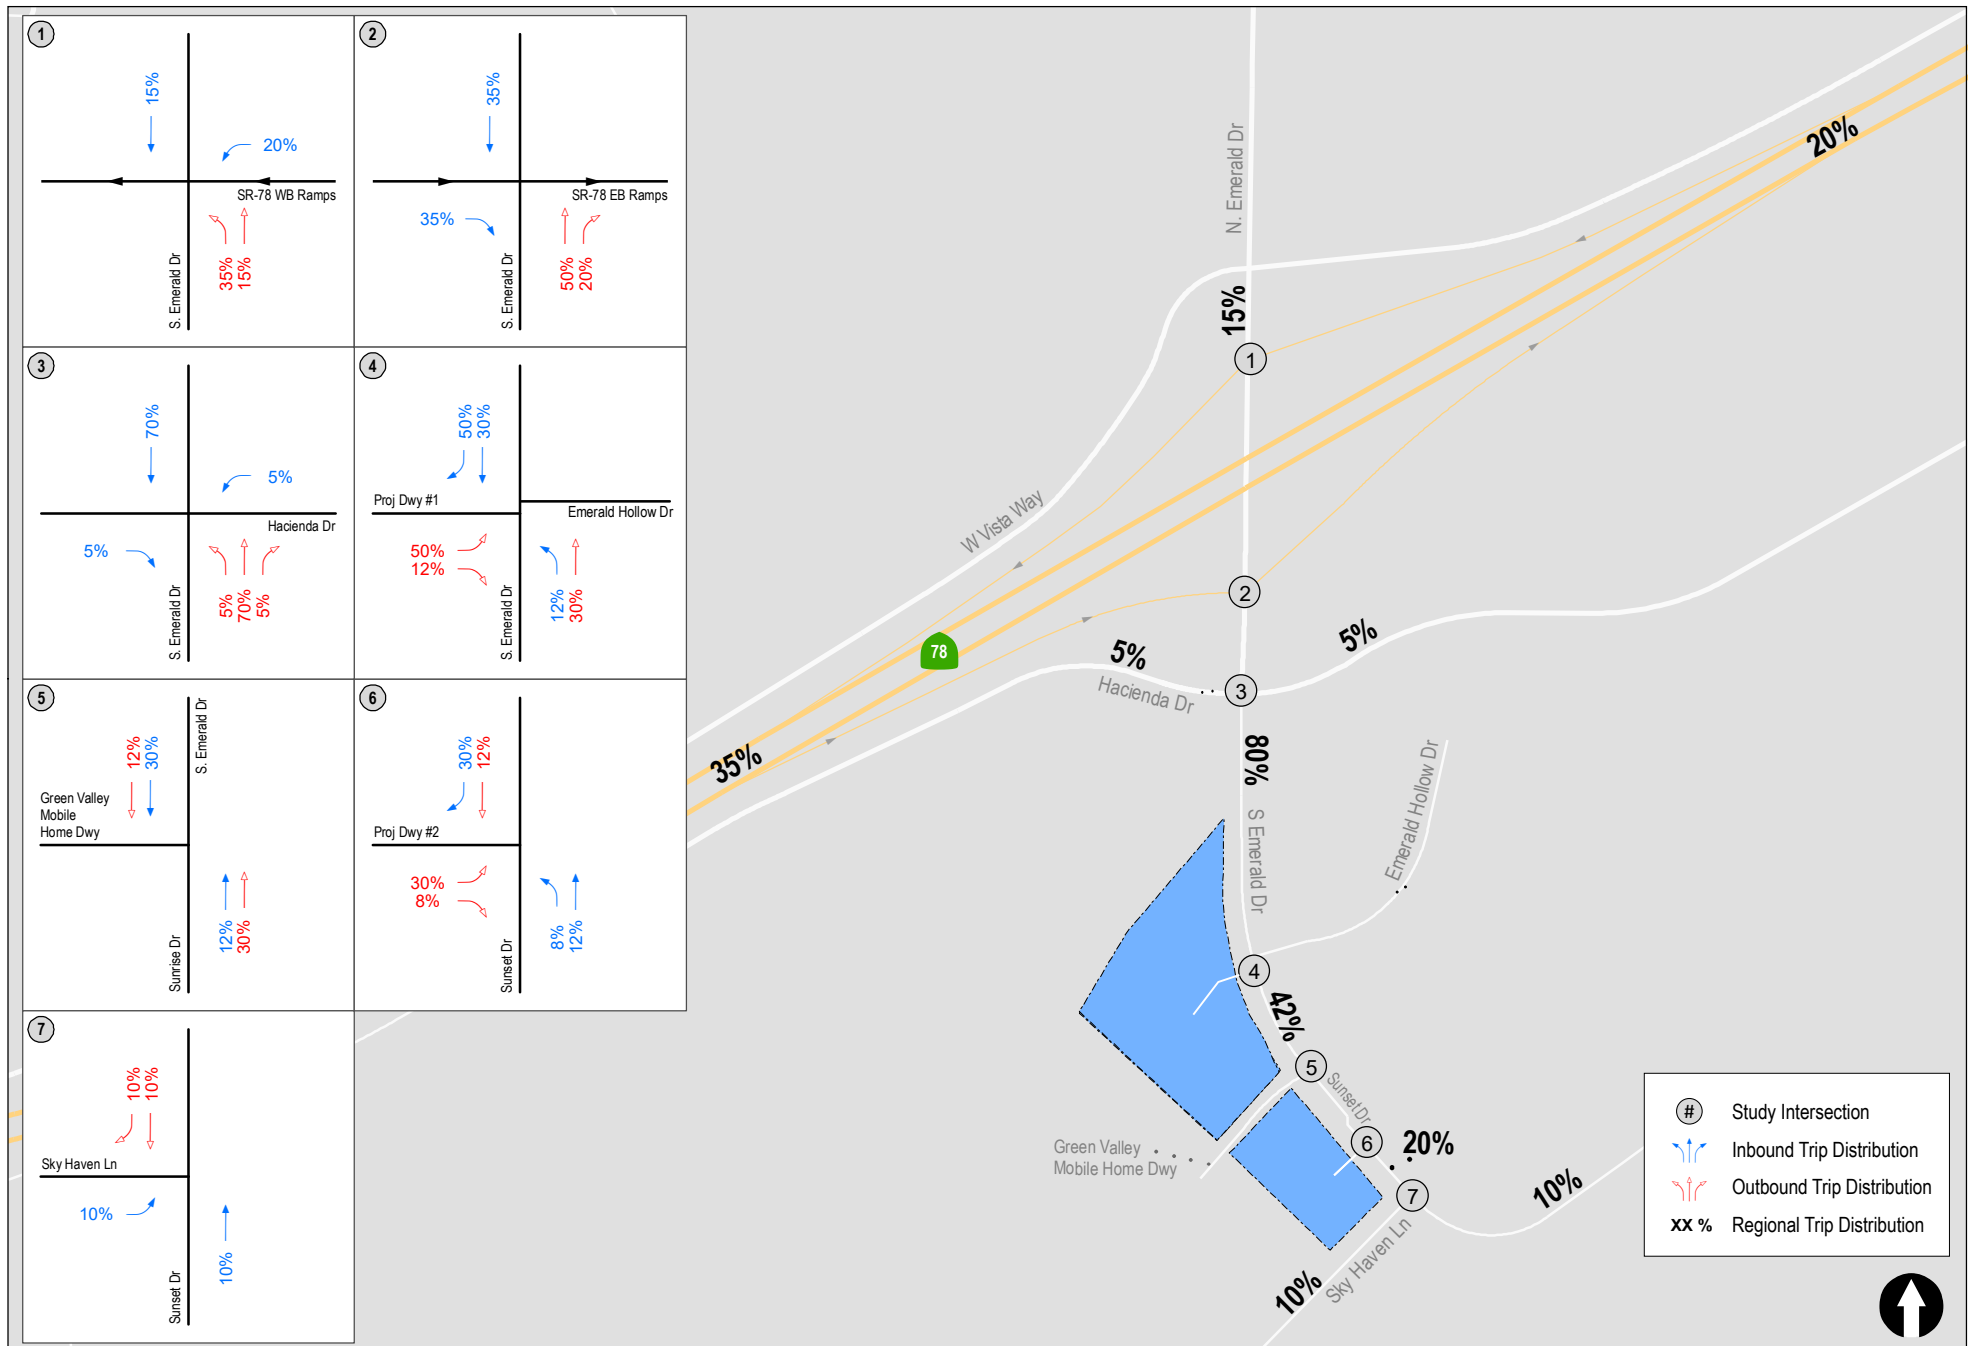 1
15%
20%
SR-78 WB Ramps
35%
15%
S. Emerald Dr
2
35%
35%
SR-78 EB Ramps
50%
20%
S. Emerald Dr
3
70%
5%
Hacienda Dr
5%
5%
70%
5%
S. Emerald Dr
4
50%
30%
Proj Dwy #1
Emerald Hollow Dr
50%
12%
12%
30%
S. Emerald Dr
5
S. Emerald Dr
12%
30%
Green Valley
Mobile
Home Dwy
12%
30%
Sunrise Dr
6
30%
12%
Proj Dwy #2
30%
8%
8%
12%
Sunset Dr
7
10%
10%
Sky Haven Ln
10%
10%
Sunset Dr
20%
N. Emerald Dr
15%
1
W Vista Way
2
78
5%
5%
Hacienda Dr
3
35%
80%
Emerald Hollow Dr
S Emerald Dr
4
42%
5
Sunset Dr
Green Valley
Mobile Home Dwy
6
20%
7
10%
10%
Sky Haven Ln
# Study Intersection
Inbound Trip Distribution
Outbound Trip Distribution
XX % Regional Trip Distribution